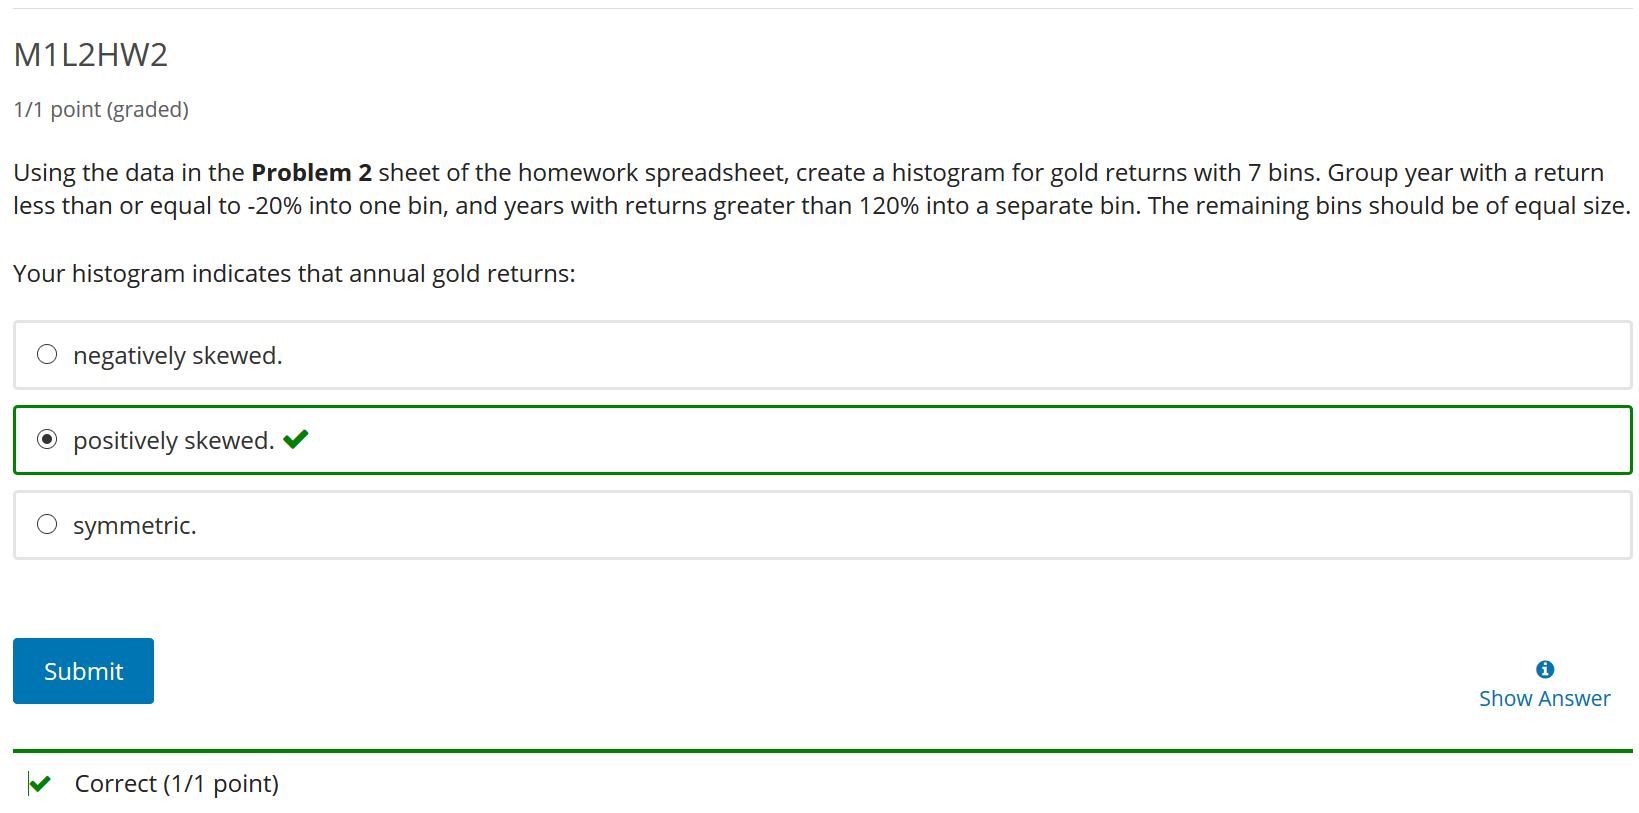 M1L2HW2
1/1 point (graded)
Using the data in the Problem 2 sheet of the homework spreadsheet, create a histogram for gold returns with 7 bins. Group year with a return
less than or equal to -20% into one bin, and years with returns greater than 120% into a separate bin. The remaining bins should be of equal size.
Your histogram indicates that annual gold returns:
negatively skewed.
positively skewed.
symmetric.
Submit
Show Answer
Correct (1/1 point)